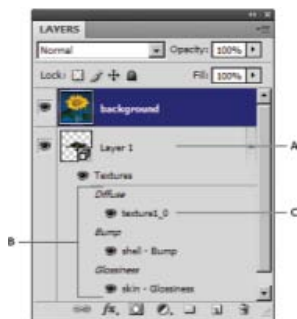 LAYERS
Normal Opacity: 100%
Lock: Fill: 100%
background
Layer 1
A
Textures
Diffuse
texture1_0
C
Bump
B
shell - Bump
Glossiness
skin - Glossiness
fx.